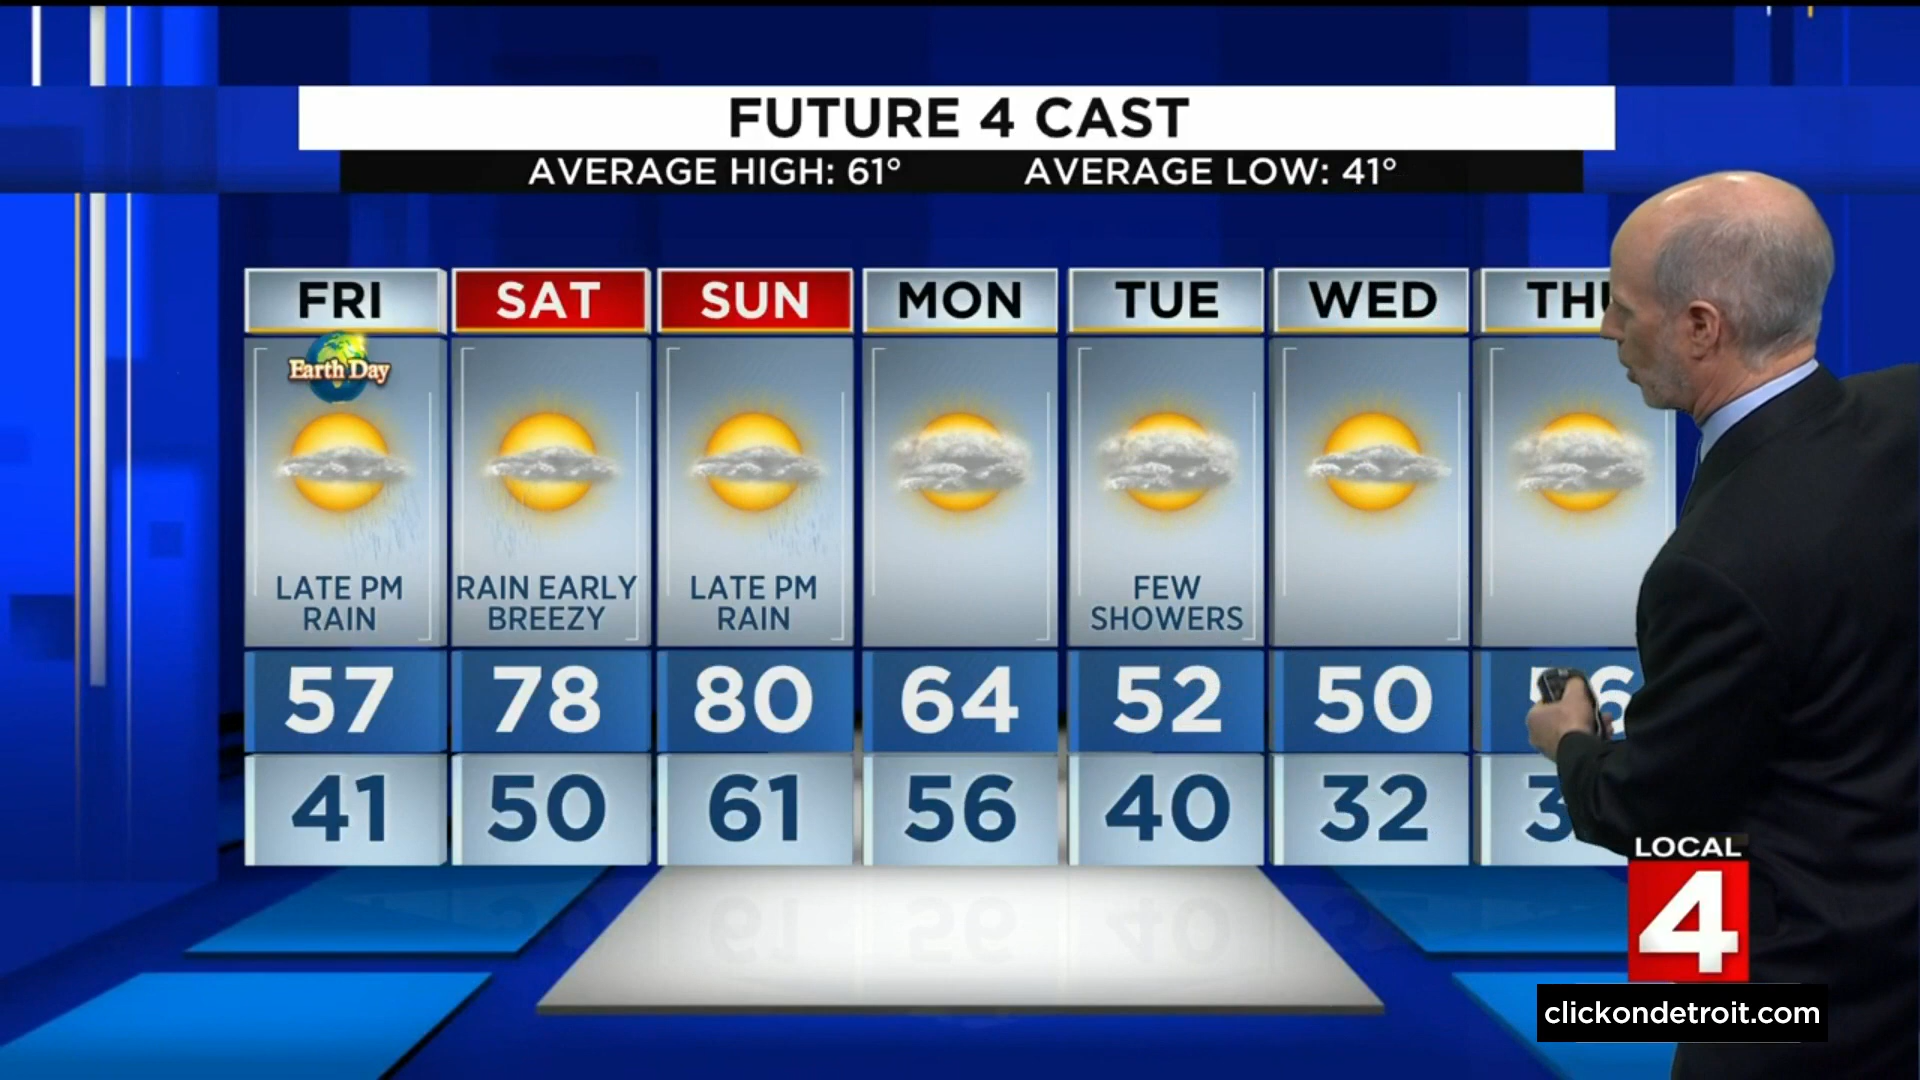 FUTURE 4 CAST
AVERAGE HIGH: 61° AVERAGE LOW: 41°
FRI SAT SUN MON TUE WED
Earth Day
LATE PM RAIN
RAIN EARLY BREEZY
LATE PM RAIN
FEW SHOWERS
57 78 80 64 52 50
41 50 61 56 40 32
LOCAL
4
clickondetroit.com